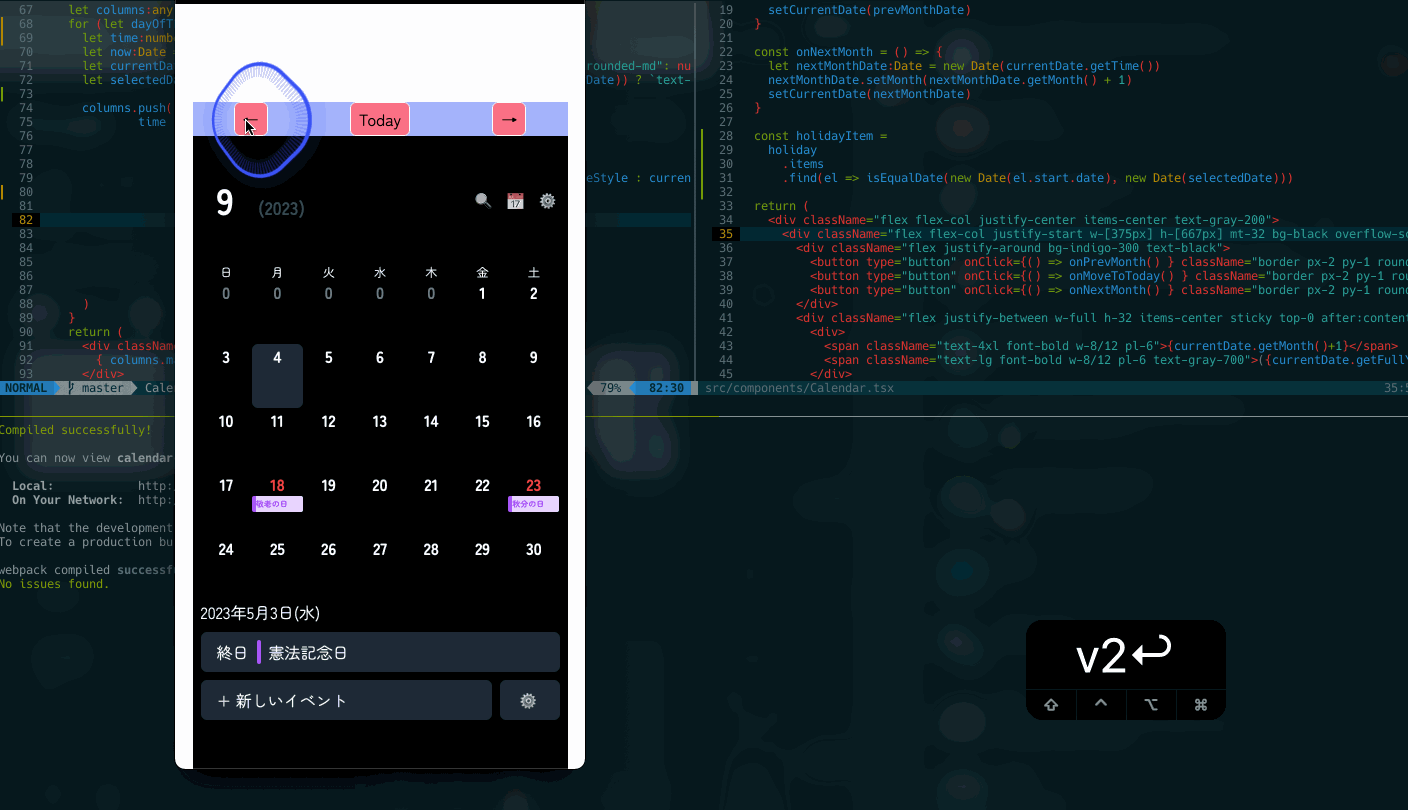 67 let columns:any
68 for (let dayOfT
69 let time:numb
70 let now:Date
71 let currentDa
72 let selectedD
73
74 columns.push(
75 time
76
77
78
79
80
81
82
83
84
85
86
87
88 )
89 }
90 return (
91 <div classNam
92 { columns.m
93 </div>
NORMAL master Cale
rounded-md": nu
Date)) ? `text-
eStyle : curren
79% 82:30
19 setCurrentDate(prevMonthDate)
20 }
21
22 const onNextMonth = () => {
23 let nextMonthDate:Date = new Date(currentDate.getTime())
24 nextMonthDate.setMonth(nextMonthDate.getMonth() + 1)
25 setCurrentDate(nextMonthDate)
26 }
27
28 const holidayItem =
29 holiday
30 .items
31 .find(el => isEqualDate(new Date(el.start.date), new Date(selectedDate)))
32
33 return (
34 <div className="flex flex-col justify-center items-center text-gray-200">
35 <div className="flex flex-col justify-start w-[375px] h-[667px] mt-32 bg-black overflow-sc
36 <div className="flex justify-around bg-indigo-300 text-black">
37 <button type="button" onClick={() => onPrevMonth() } className="border px-2 py-1 roun
38 <button type="button" onClick={() => onMoveToToday() } className="border px-2 py-1 ro
39 <button type="button" onClick={() => onNextMonth() } className="border px-2 py-1 roun
40 </div>
41 <div className="flex justify-between w-full h-32 items-center sticky top-0 after:content
42 <div>
43 <span className="text-4xl font-bold w-8/12 pl-6">{currentDate.getMonth()+1}</span>
44 <span className="text-lg font-bold w-8/12 pl-6 text-gray-700">({currentDate.getFullY
45 </div>
src/components/Calendar.tsx 35:5
Compiled successfully!
You can now view calendar
Local: http:
On Your Network: http:
Note that the development
To create a production bu
webpack compiled successf
No issues found.
← Today →
9 (2023)
17
日 月 火 水 木 金 土
0 0 0 0 0 1 2
3 4 5 6 7 8 9
10 11 12 13 14 15 16
17 18 19 20 21 22 23
敬老の日 秋分の日
24 25 26 27 28 29 30
2023年5月3日(水)
終日 憲法記念日
+ 新しいイベント
v2↩
⇧ ^ ⌥ ⌘